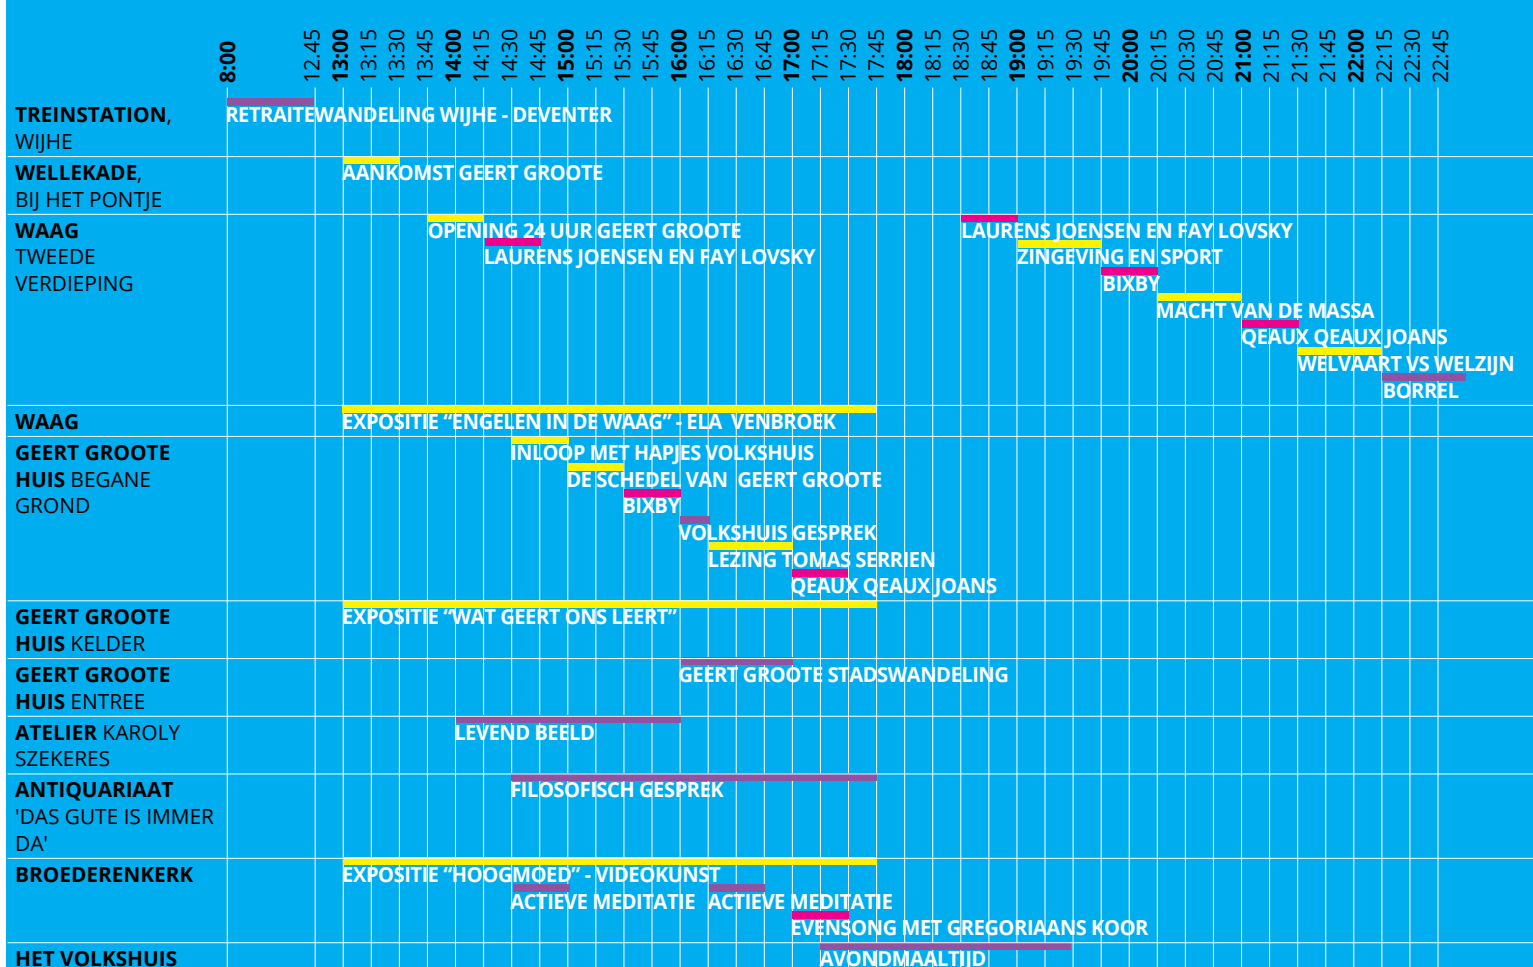 8:00 12.45 13:00 13:15 13:30 13:45 14:00 14:15 14:30 14:45 15:00 15:15 15:30 15:45 16:00 16:15 16:30 16:45 17:00 17:15 17:30 17:45 18:00 18:15 18:30 18:45 19:00 19:15 19:30 19:45 20:00 20:15 20:30 20:45 21:00 21:15 21:30 21:45 22:00 22:15 22:30 22:45
TREINSTATION, RETRAITEWANDELING WIJHE - DEVENTER
WIJHE
WELLEKADE, AANKOMST GEERT GROOTE
BIJ HET PONTJE
WAAG OPENING 24 UUR GEERT GROOTE LAURENS JOENSEN EN FAY LOVSKY
TWEEDE LAURENS JOENSEN EN FAY LOVSKY ZINGEVING EN SPORT
VERDIEPING BIXBY
MACHT VAN DE MASSA
QEAUX QEAUX JOANS
WELVAART VS WELZIJN
BORREL
WAAG EXPOSITIE “ENGELEN IN DE WAAG” - ELA VENBROEK
GEERT GROOTE INLOOP MET HAPJES VOLKSHUIS
HUIS BEGANE DE SCHEDEL VAN GEERT GROOTE
GROND BIXBY
VOLKSHUIS GESPREK
LEZING TOMAS SERRIEN
QEAUX QEAUX JOANS
GEERT GROOTE EXPOSITIE “WAT GEERT ONS LEERT”
HUIS KELDER
GEERT GROOTE GEERT GROOTE STADSWANDELING
HUIS ENTREE
ATELIER KAROLY LEVEND BEELD
SZEKERES
ANTIQUARIAAT FILOSOFISCH GESPREK
'DAS GUTE IS IMMER
DA'
BROEDERENKERK EXPOSITIE “HOOGMOED” - VIDEOKUNST
ACTIEVE MEDITATIE ACTIEVE MEDITATIE
EVENSONG MET GREGORIAANS KOOR
HET VOLKSHUIS AVONDMAALTIJD